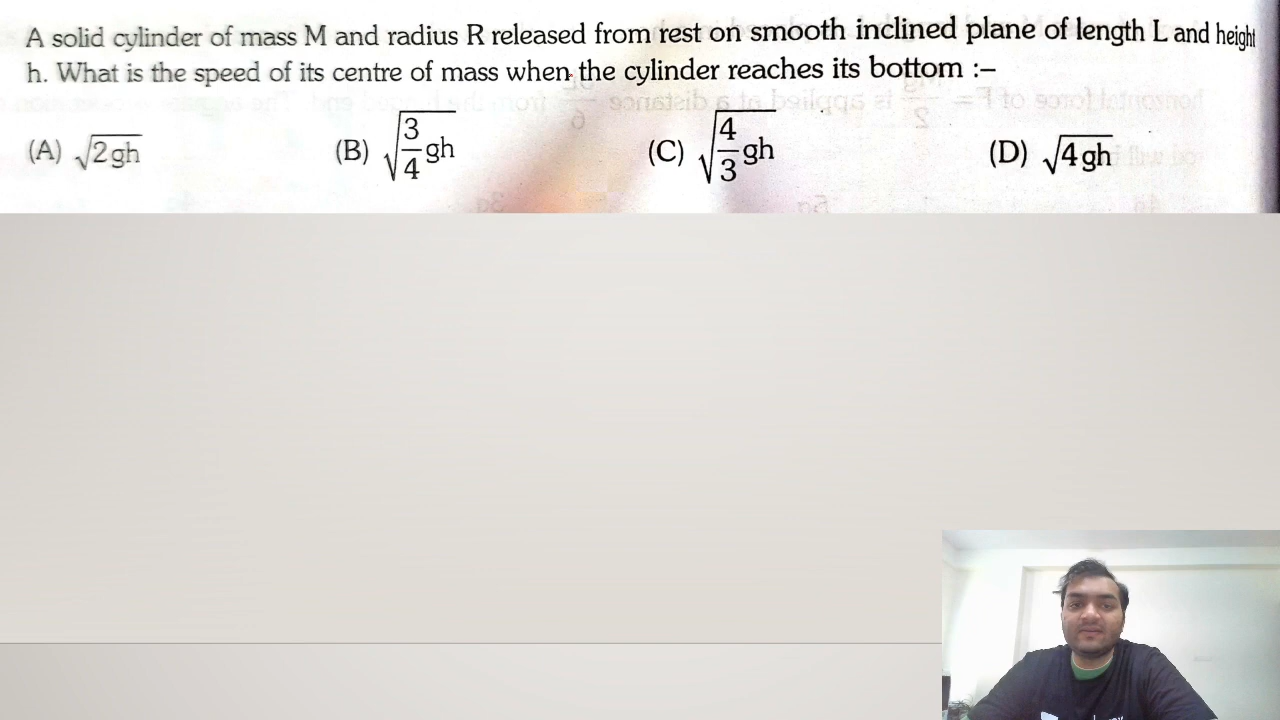 A solid cylinder of mass M and radius R released from rest on smooth inclined plane of length L and height
h. What is the speed of its centre of mass when the cylinder reaches its bottom :–
(A) √2gh (B) √3/4 gh (C) √4/3 gh (D) √4gh